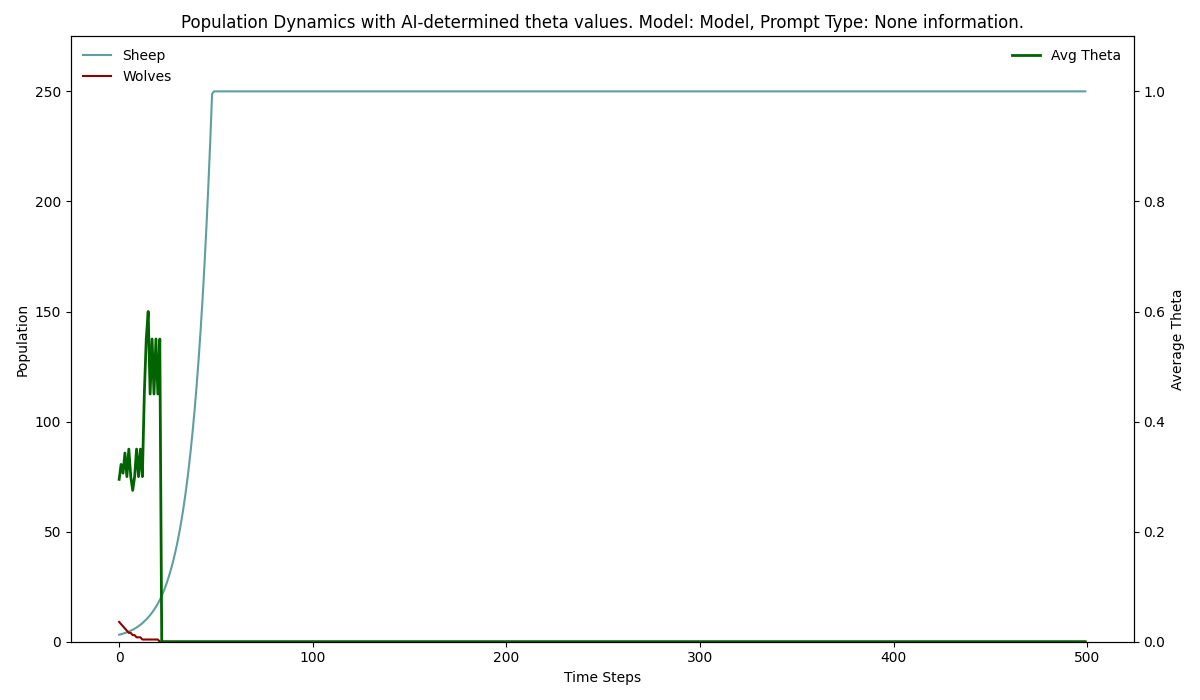 Population Dynamics with AI-determined theta values. Model: Model, Prompt Type: None information.
Sheep
Wolves
Avg Theta
250
200
150
100
50
0
Population
1.0
0.8
0.6
0.4
0.2
0.0
Average Theta
0
100
200
300
400
500
Time Steps